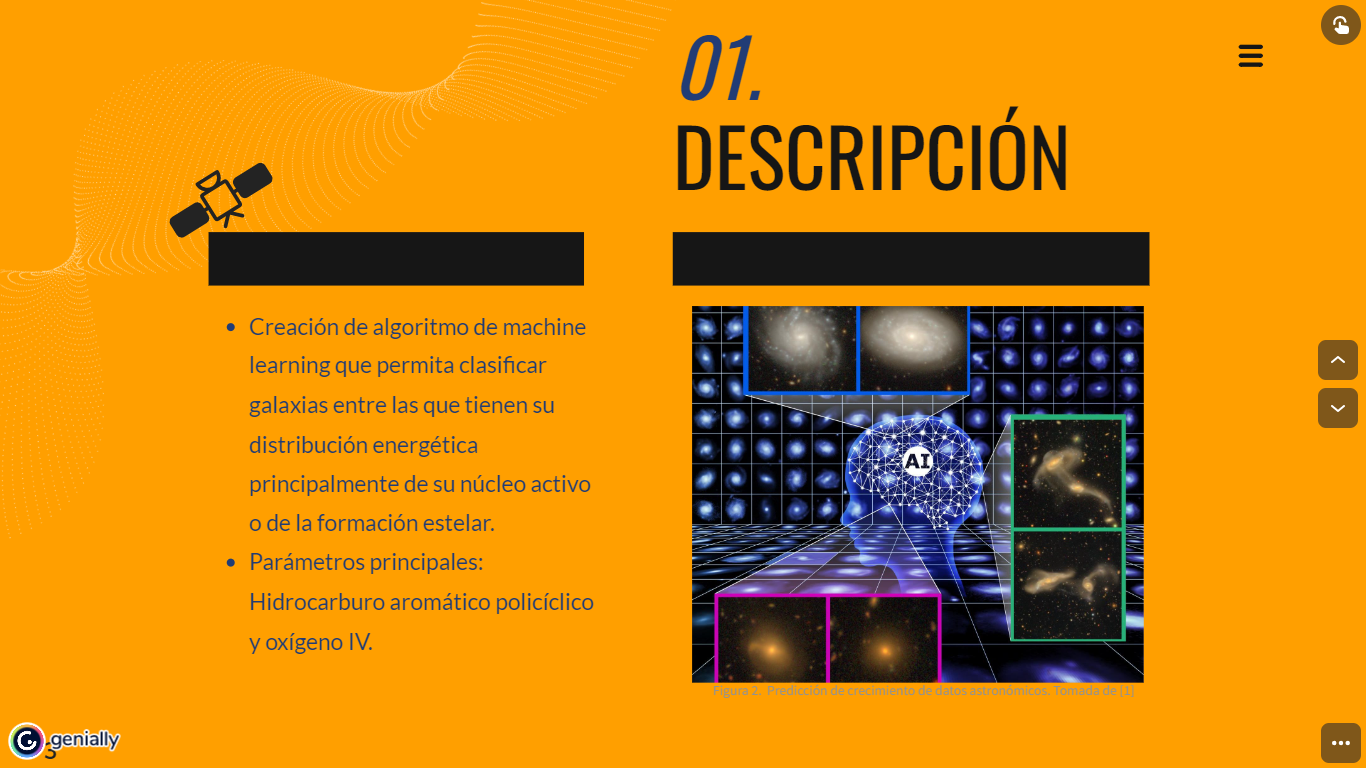 01.
DESCRIPCIÓN
Creación de algoritmo de machine
learning que permita clasificar
galaxias entre las que tienen su
distribución energética
principalmente de su núcleo activo
o de la formación estelar.
Parámetros principales:
Hidrocarburo aromático policíclico
y oxígeno IV.
AI
Figura 2. Predicción de crecimiento de datos astronómicos. Tomada de [1]
genially
3